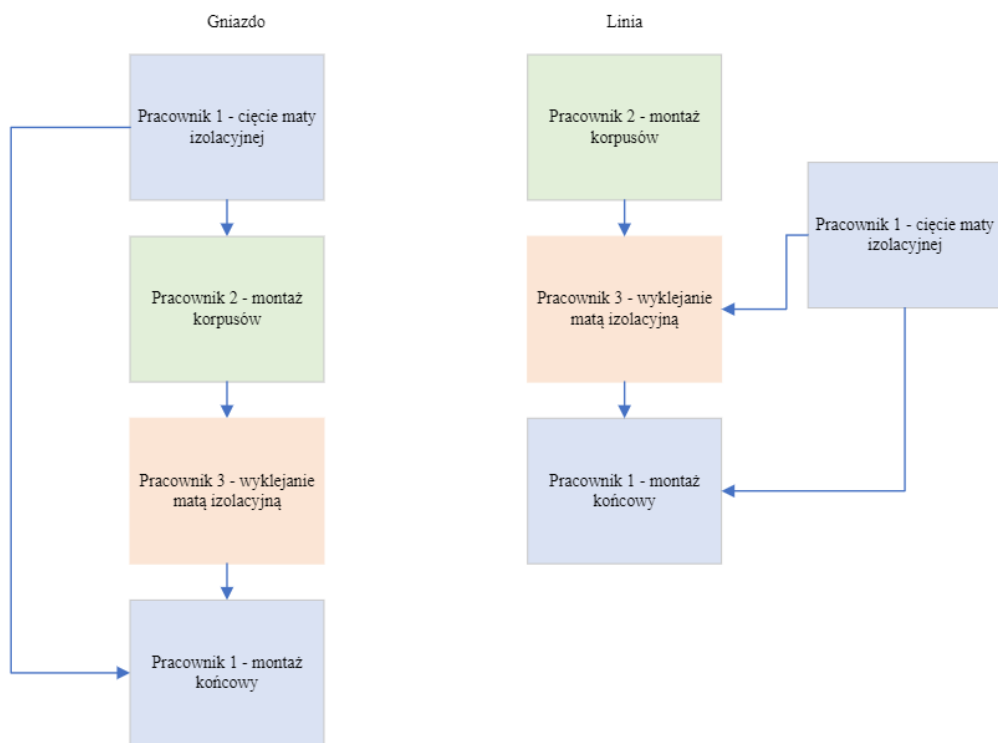 Gniazdo
Pracownik 1 - cięcie maty
izolacyjnej
Pracownik 2 - montaż
korpusów
Pracownik 3 - wyklejanie
matą izolacyjną
Pracownik 1 - montaż
końcowy
Linia
Pracownik 2 - montaż
korpusów
Pracownik 3 - wyklejanie
matą izolacyjną
Pracownik 1 - montaż
końcowy
Pracownik 1 - cięcie maty
izolacyjnej